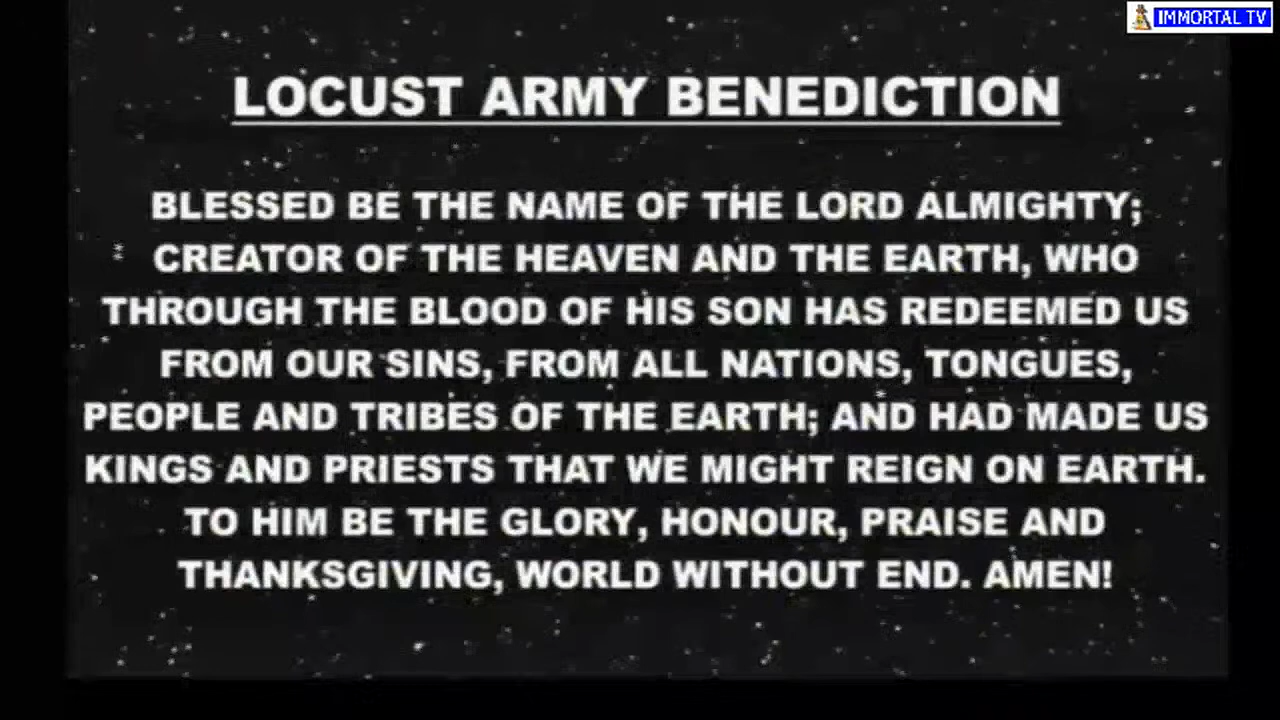 IMMORTAL TV
LOCUST ARMY BENEDICTION
BLESSED BE THE NAME OF THE LORD ALMIGHTY;
CREATOR OF THE HEAVEN AND THE EARTH, WHO
THROUGH THE BLOOD OF HIS SON HAS REDEEMED US
FROM OUR SINS, FROM ALL NATIONS, TONGUES,
PEOPLE AND TRIBES OF THE EARTH; AND HAD MADE US
KINGS AND PRIESTS THAT WE MIGHT REIGN ON EARTH.
TO HIM BE THE GLORY, HONOUR, PRAISE AND
THANKSGIVING, WORLD WITHOUT END. AMEN!